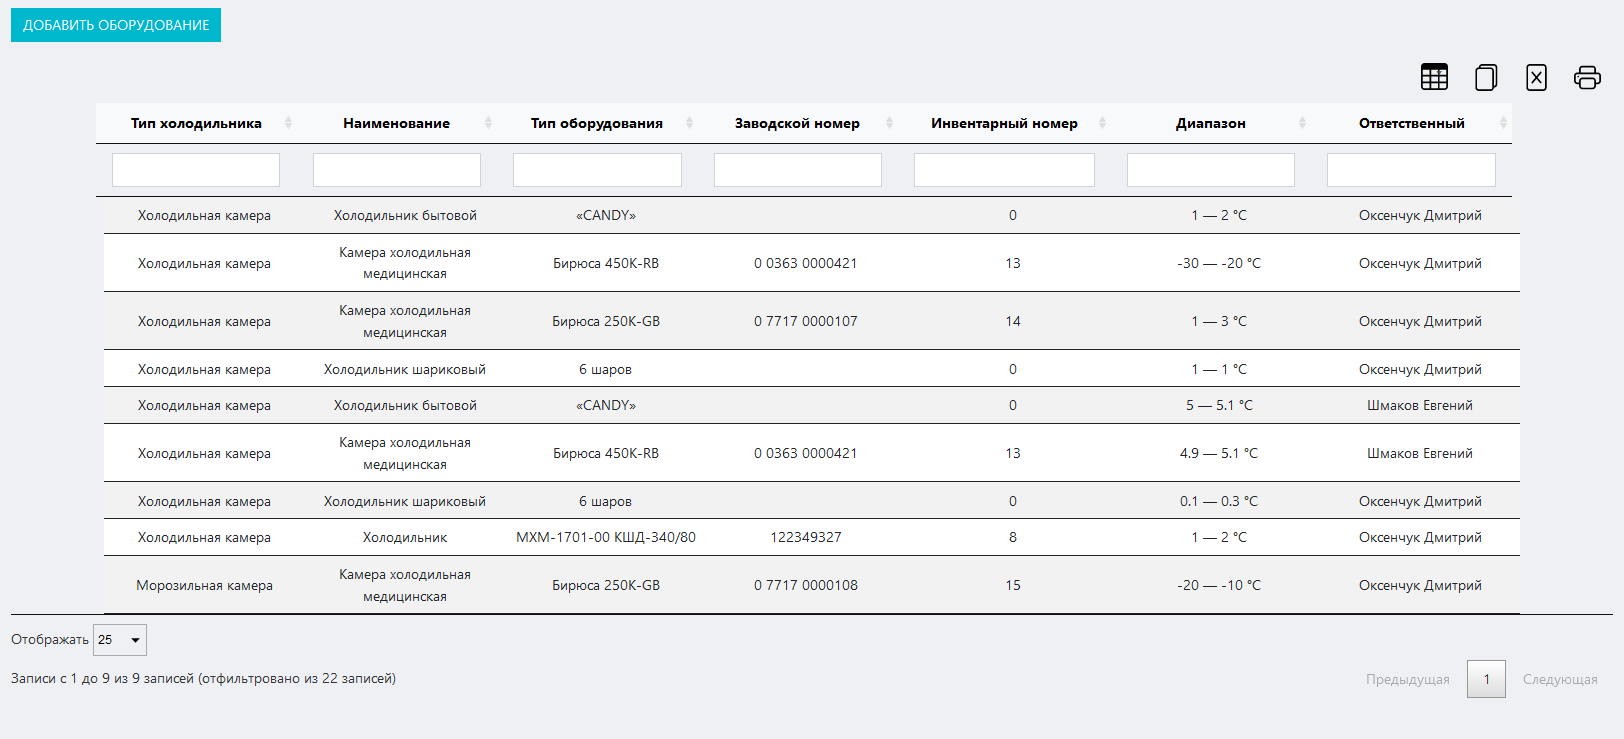 ДОБАВИТЬ ОБОРУДОВАНИЕ
Тип холодильника Наименование Тип оборудования Заводской номер Инвентарный номер Диапазон Ответственный
Холодильная камера Холодильник бытовой «CANDY» 0 1 — 2 °C Оксенчук Дмитрий
Холодильная камера Камера холодильная медицинская Бирюса 450K-RB 0 0363 0000421 13 -30 — -20 °C Оксенчук Дмитрий
Холодильная камера Камера холодильная медицинская Бирюса 250K-GB 0 7717 0000107 14 1 — 3 °C Оксенчук Дмитрий
Холодильная камера Холодильник шариковый 6 шаров 0 1 — 1 °C Оксенчук Дмитрий
Холодильная камера Холодильник бытовой «CANDY» 0 5 — 5.1 °C Шмаков Евгений
Холодильная камера Камера холодильная медицинская Бирюса 450K-RB 0 0363 0000421 13 4.9 — 5.1 °C Шмаков Евгений
Холодильная камера Холодильник шариковый 6 шаров 0 0.1 — 0.3 °C Оксенчук Дмитрий
Холодильная камера Холодильник МХМ-1701-00 КШД-340/80 122349327 8 1 — 2 °C Оксенчук Дмитрий
Морозильная камера Камера холодильная медицинская Бирюса 250K-GB 0 7717 0000108 15 -20 — -10 °C Оксенчук Дмитрий
Отображать 25
Записи с 1 до 9 из 9 записей (отфильтровано из 22 записей)
Предыдущая 1 Следующая